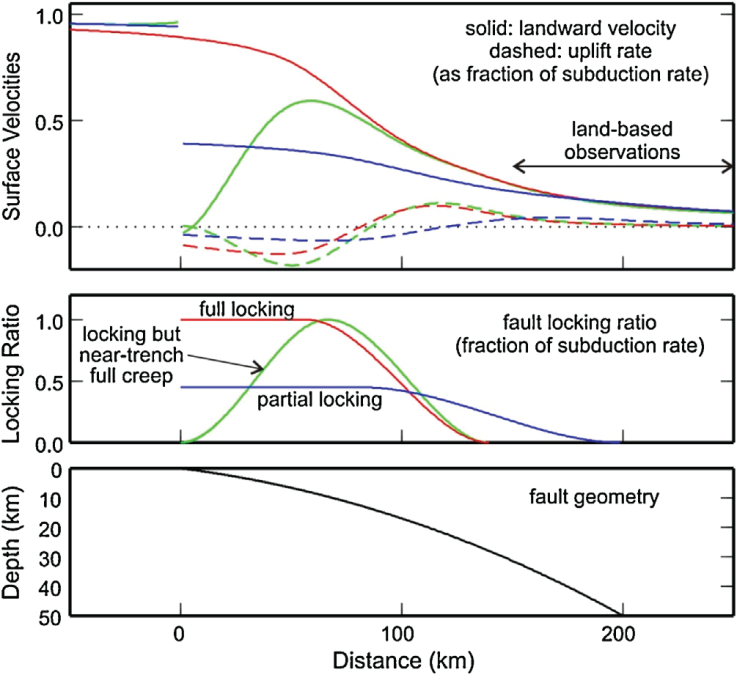 1.0
0.5
0.0
Surface Velocities
solid: landward velocity
dashed: uplift rate
(as fraction of subduction rate)
land-based
observations
1.0
0.5
0.0
Locking Ratio
full locking
locking but
near-trench
full creep
partial locking
fault locking ratio
(fraction of subduction rate)
0
10
20
30
40
50
Depth (km)
fault geometry
0
100
200
Distance (km)